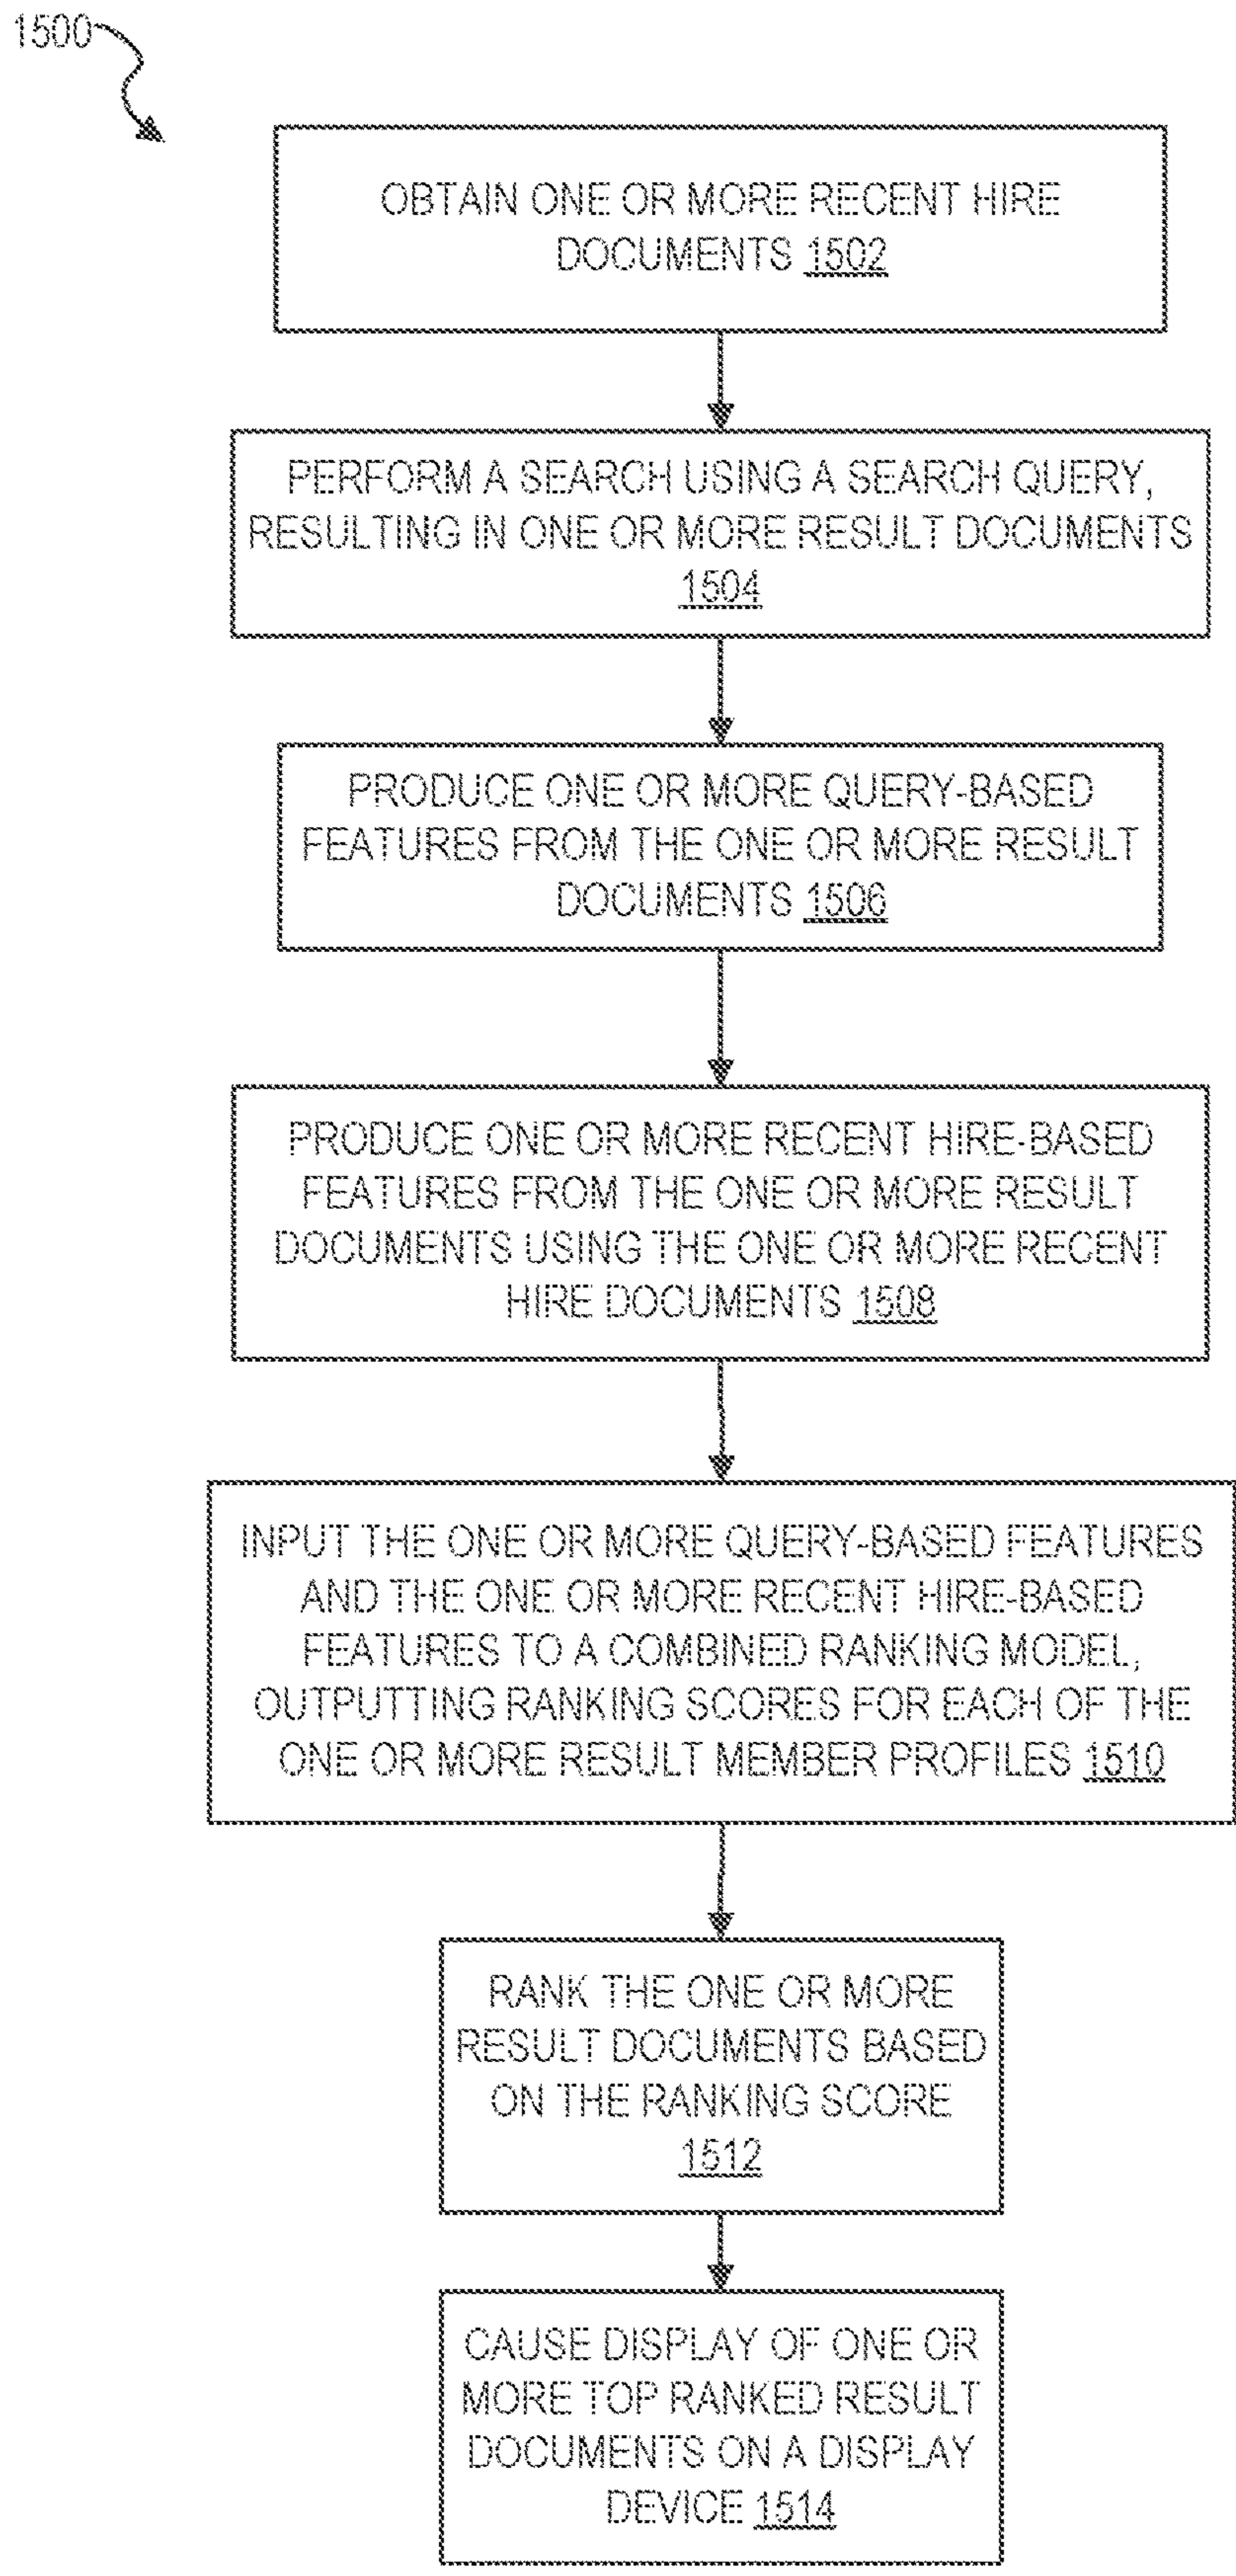 1500
OBTAIN ONE OR MORE RECENT HIRE
DOCUMENTS 1502
PERFORM A SEARCH USING A SEARCH QUERY,
RESULTING IN ONE OR MORE RESULT DOCUMENTS
1504
PRODUCE ONE OR MORE QUERY-BASED
FEATURES FROM THE ONE OR MORE RESULT
DOCUMENTS 1506
PRODUCE ONE OR MORE RECENT HIRE-BASED
FEATURES FROM THE ONE OR MORE RESULT
DOCUMENTS USING THE ONE OR MORE RECENT
HIRE DOCUMENTS 1508
INPUT THE ONE OR MORE QUERY-BASED FEATURES
AND THE ONE OR MORE RECENT HIRE-BASED
FEATURES TO A COMBINED RANKING MODEL,
OUTPUTTING RANKING SCORES FOR EACH OF THE
ONE OR MORE RESULT MEMBER PROFILES 1510
RANK THE ONE OR MORE
RESULT DOCUMENTS BASED
ON THE RANKING SCORE
1512
CAUSE DISPLAY OF ONE OR
MORE TOP RANKED RESULT
DOCUMENTS ON A DISPLAY
DEVICE 1514